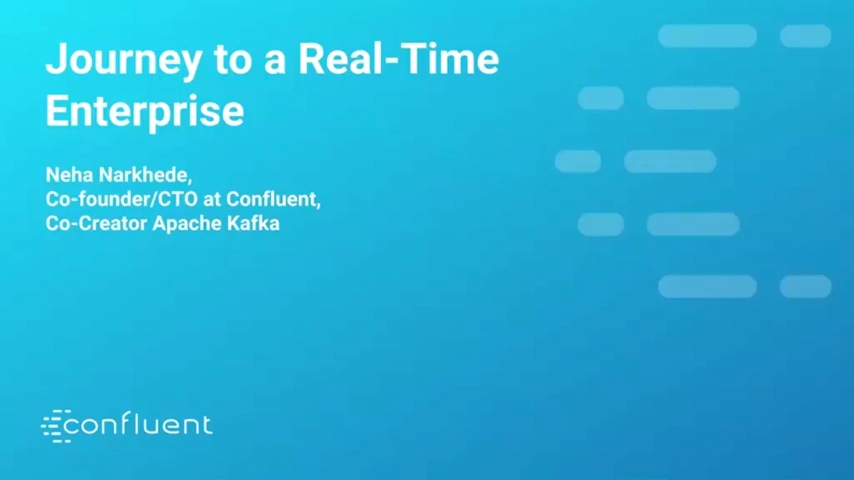 Journey to a Real-Time
Enterprise
Neha Narkhede,
Co-founder/CTO at Confluent,
Co-Creator Apache Kafka
confluent